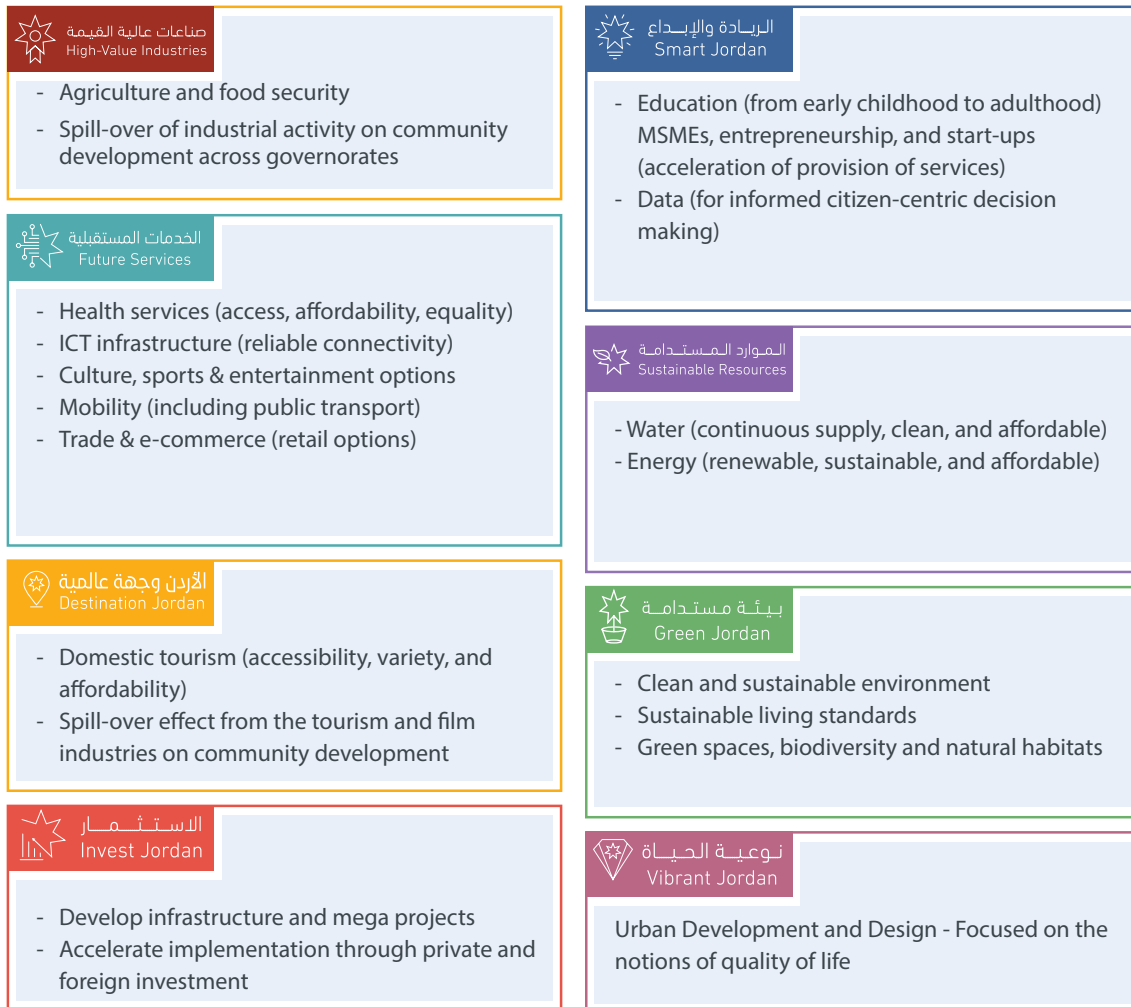 صناعات عالية القيمة
High-Value Industries
- Agriculture and food security
- Spill-over of industrial activity on community
development across governorates
الخدمات المستقبلية
Future Services
- Health services (access, affordability, equality)
- ICT infrastructure (reliable connectivity)
- Culture, sports & entertainment options
- Mobility (including public transport)
- Trade & e-commerce (retail options)
الأردن وجهة عالمية
Destination Jordan
- Domestic tourism (accessibility, variety, and
affordability)
- Spill-over effect from the tourism and film
industries on community development
الاستثمار
Invest Jordan
- Develop infrastructure and mega projects
- Accelerate implementation through private and
foreign investment
الريادة والإبداع
Smart Jordan
- Education (from early childhood to adulthood)
MSMEs, entrepreneurship, and start-ups
(acceleration of provision of services)
- Data (for informed citizen-centric decision
making)
الموارد المستدامة
Sustainable Resources
- Water (continuous supply, clean, and affordable)
- Energy (renewable, sustainable, and affordable)
بيئة مستدامة
Green Jordan
- Clean and sustainable environment
- Sustainable living standards
- Green spaces, biodiversity and natural habitats
نوعية الحياة
Vibrant Jordan
Urban Development and Design - Focused on the
notions of quality of life